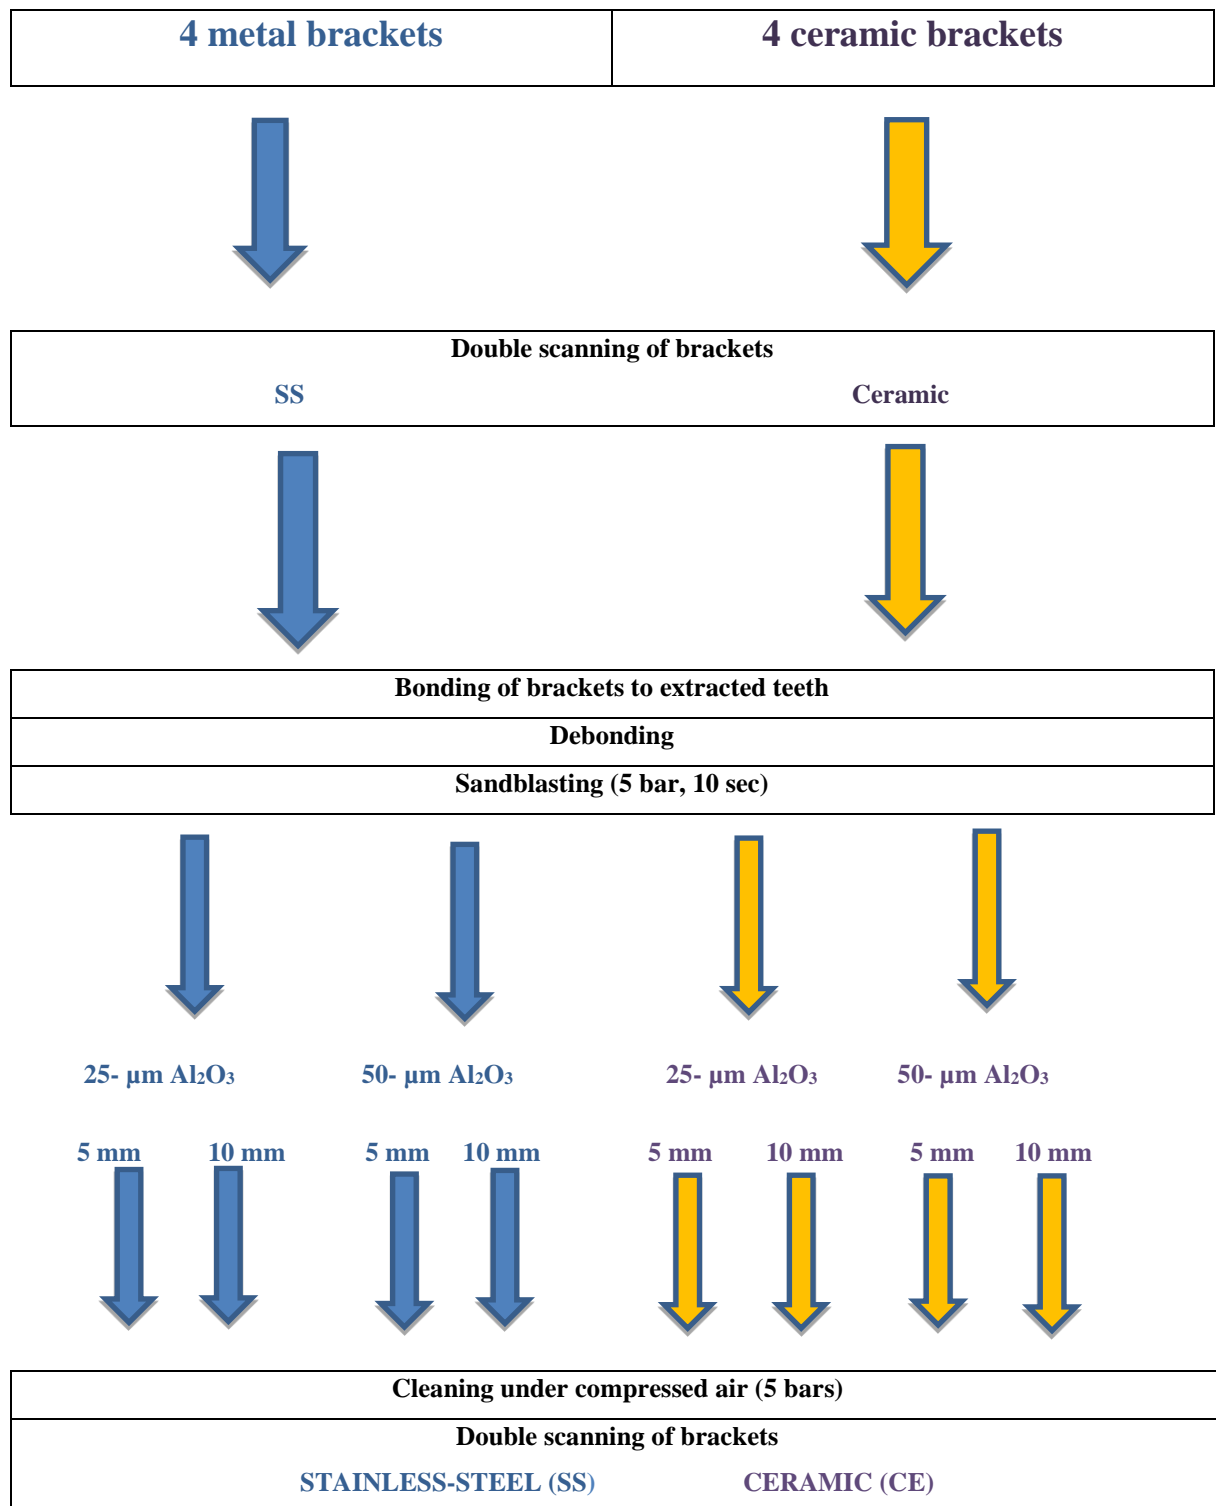 4 metal brackets 4 ceramic brackets
Double scanning of brackets
SS Ceramic
Bonding of brackets to extracted teeth
Debonding
Sandblasting (5 bar, 10 sec)
25- µm Al₂O₃ 50- µm Al₂O₃ 25- µm Al₂O₃ 50- µm Al₂O₃
5 mm 10 mm 5 mm 10 mm 5 mm 10 mm 5 mm 10 mm
Cleaning under compressed air (5 bars)
Double scanning of brackets
STAINLESS-STEEL (SS) CERAMIC (CE)